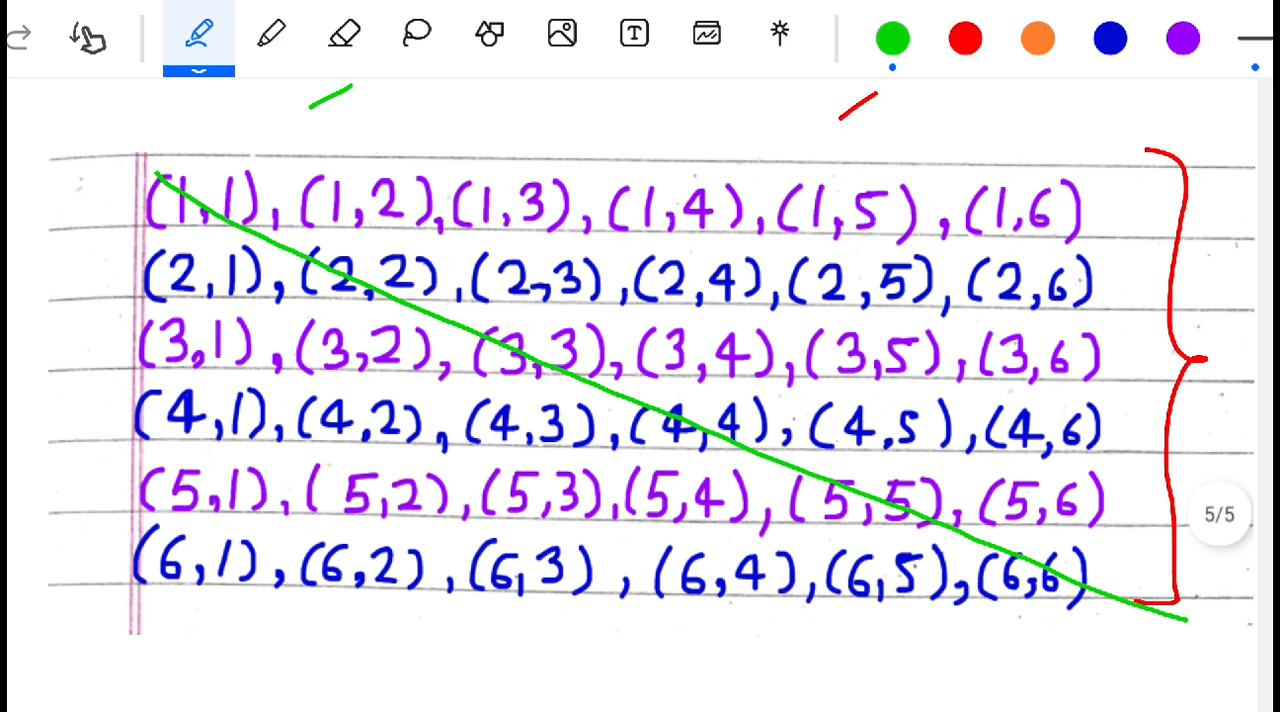 (1,1), (1,2), (1,3), (1,4), (1,5), (1,6)
(2,1), (2,2), (2,3), (2,4), (2,5), (2,6)
(3,1), (3,2), (3,3), (3,4), (3,5), (3,6)
(4,1), (4,2), (4,3), (4,4), (4,5), (4,6)
(5,1), (5,2), (5,3), (5,4), (5,5), (5,6)
5/5
(6,1), (6,2), (6,3), (6,4), (6,5), (6,6)